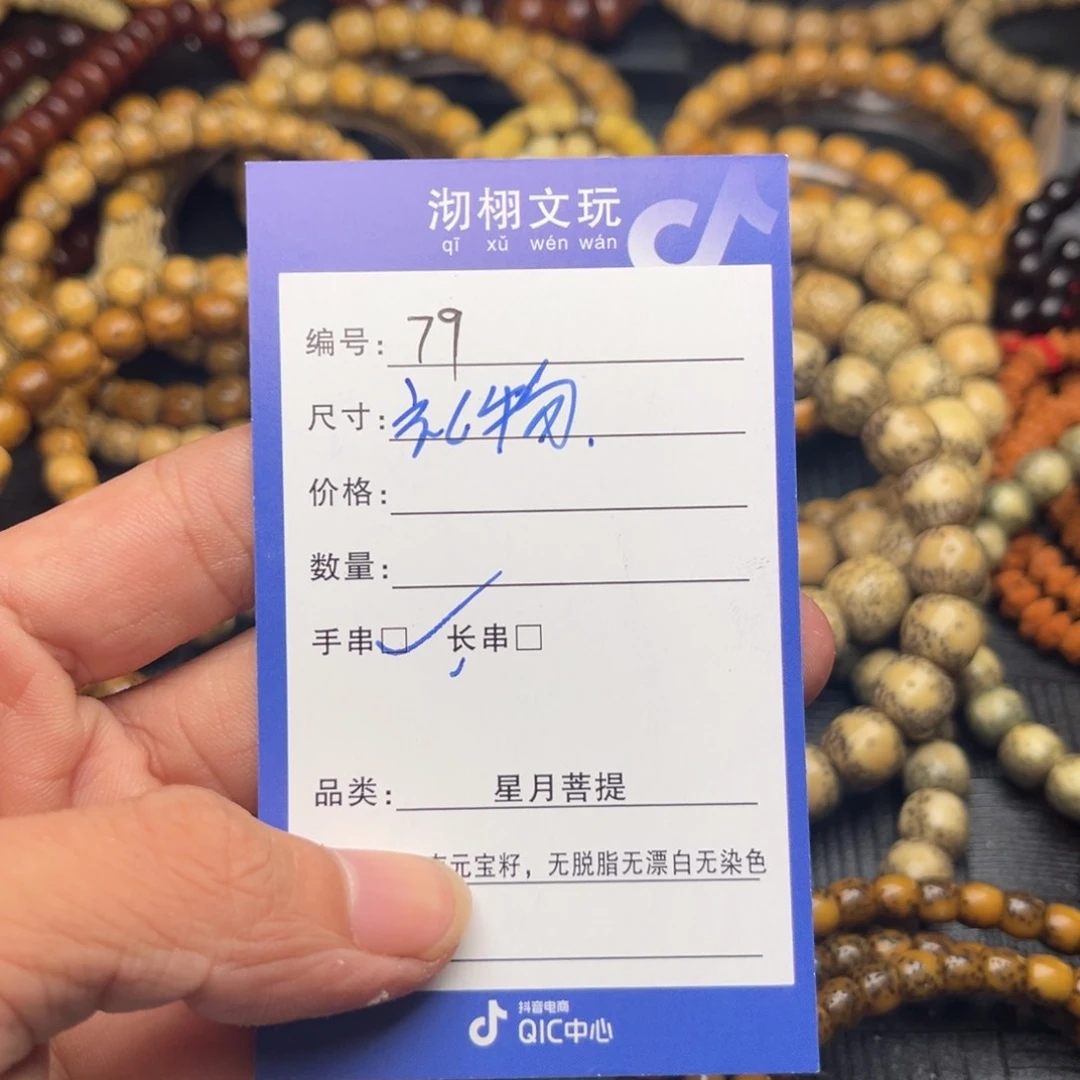 沏栩文玩
qī xǔ wén wán
编号：79
尺寸：礼物.
价格：
数量：
手串□ 长串□
品类： 星月菩提
元宝籽，无脱脂无漂白无染色
抖音电商
QIC中心